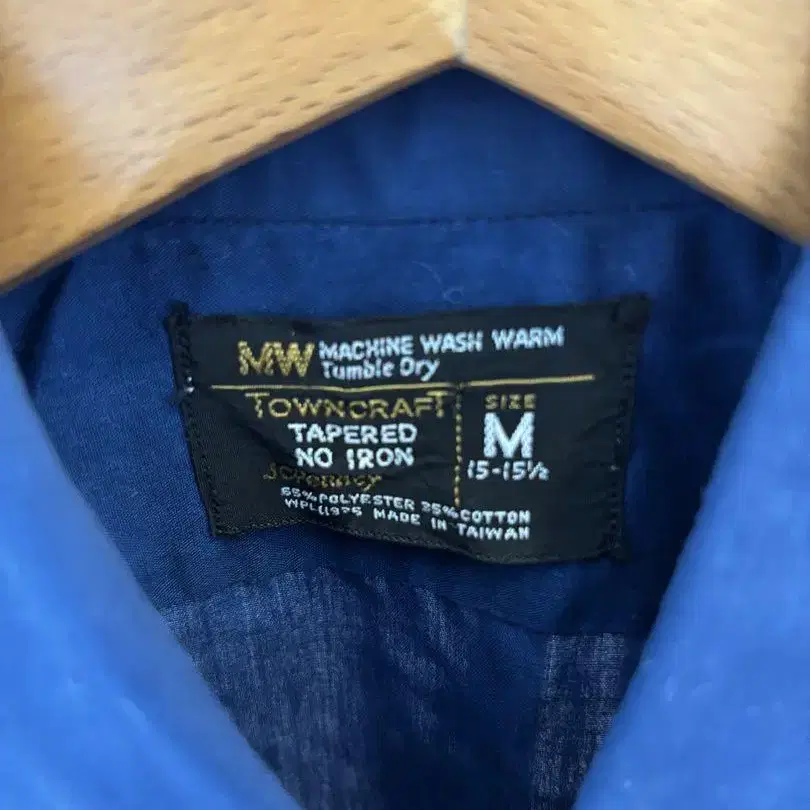 MW MACHINE WASH WARM
Tumble Dry
TOWNCRAFT
TAPERED
NO IRON
JCPenney
SIZE
M
15-15½
65% POLYESTER 35% COTTON
MADE IN TAIWAN